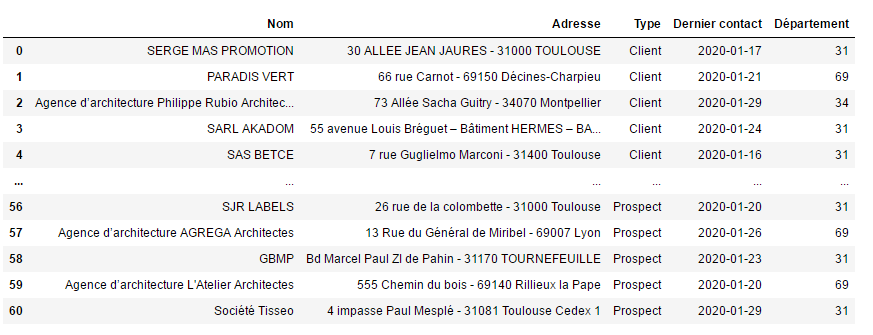 Nom Adresse Type Dernier contact Département
0 SERGE MAS PROMOTION 30 ALLEE JEAN JAURES - 31000 TOULOUSE Client 2020-01-17 31
1 PARADIS VERT 66 rue Carnot - 69150 Décines-Charpieu Client 2020-01-21 69
2 Agence d'architecture Philippe Rubio Architec... 73 Allée Sacha Guitry - 34070 Montpellier Client 2020-01-29 34
3 SARL AKADOM 55 avenue Louis Bréguet – Bâtiment HERMES – BA... Client 2020-01-24 31
4 SAS BETCE 7 rue Guglielmo Marconi - 31400 Toulouse Client 2020-01-16 31
... ... ... ... ... ...
56 SJR LABELS 26 rue de la colombette - 31000 Toulouse Prospect 2020-01-20 31
57 Agence d'architecture AGREGA Architectes 13 Rue du Général de Miribel - 69007 Lyon Prospect 2020-01-26 69
58 GBMP Bd Marcel Paul ZI de Pahin - 31170 TOURNEFEUILLE Prospect 2020-01-23 31
59 Agence d'architecture L'Atelier Architectes 555 Chemin du bois - 69140 Rillieux la Pape Prospect 2020-01-20 69
60 Société Tisseo 4 impasse Paul Mesplé - 31081 Toulouse Cedex 1 Prospect 2020-01-29 31